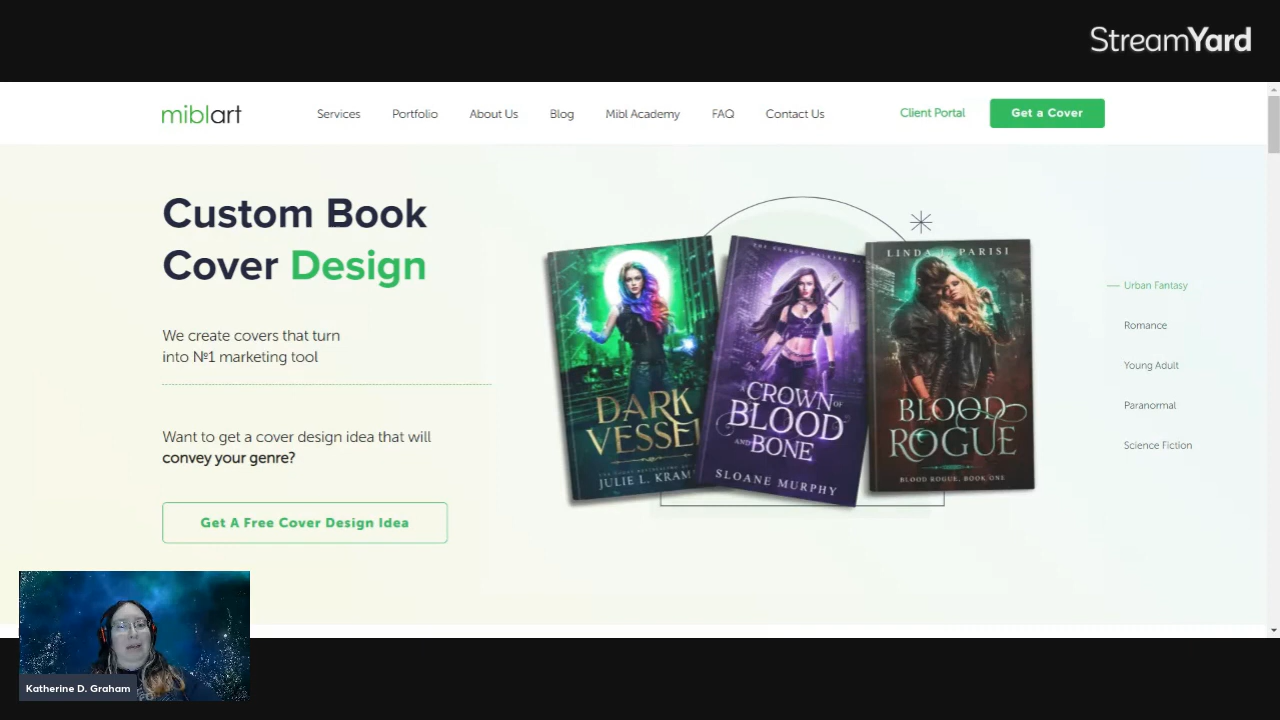 StreamYard
miblart
Services
Portfolio
About Us
Blog
Mibl Academy
FAQ
Contact Us
Client Portal
Get a Cover
Custom Book
Cover Design
We create covers that turn
into №1 marketing tool
Want to get a cover design idea that will
convey your genre?
Get A Free Cover Design Idea
DARK
VESSEL
JULIE L. KRAM
CROWN OF
BLOOD
AND BONE
SLOANE MURPHY
LINDA J. PARISI
BLOOD
ROGUE
BLOOD ROGUE, BOOK ONE
Urban Fantasy
Romance
Young Adult
Paranormal
Science Fiction
Katherine D. Graham